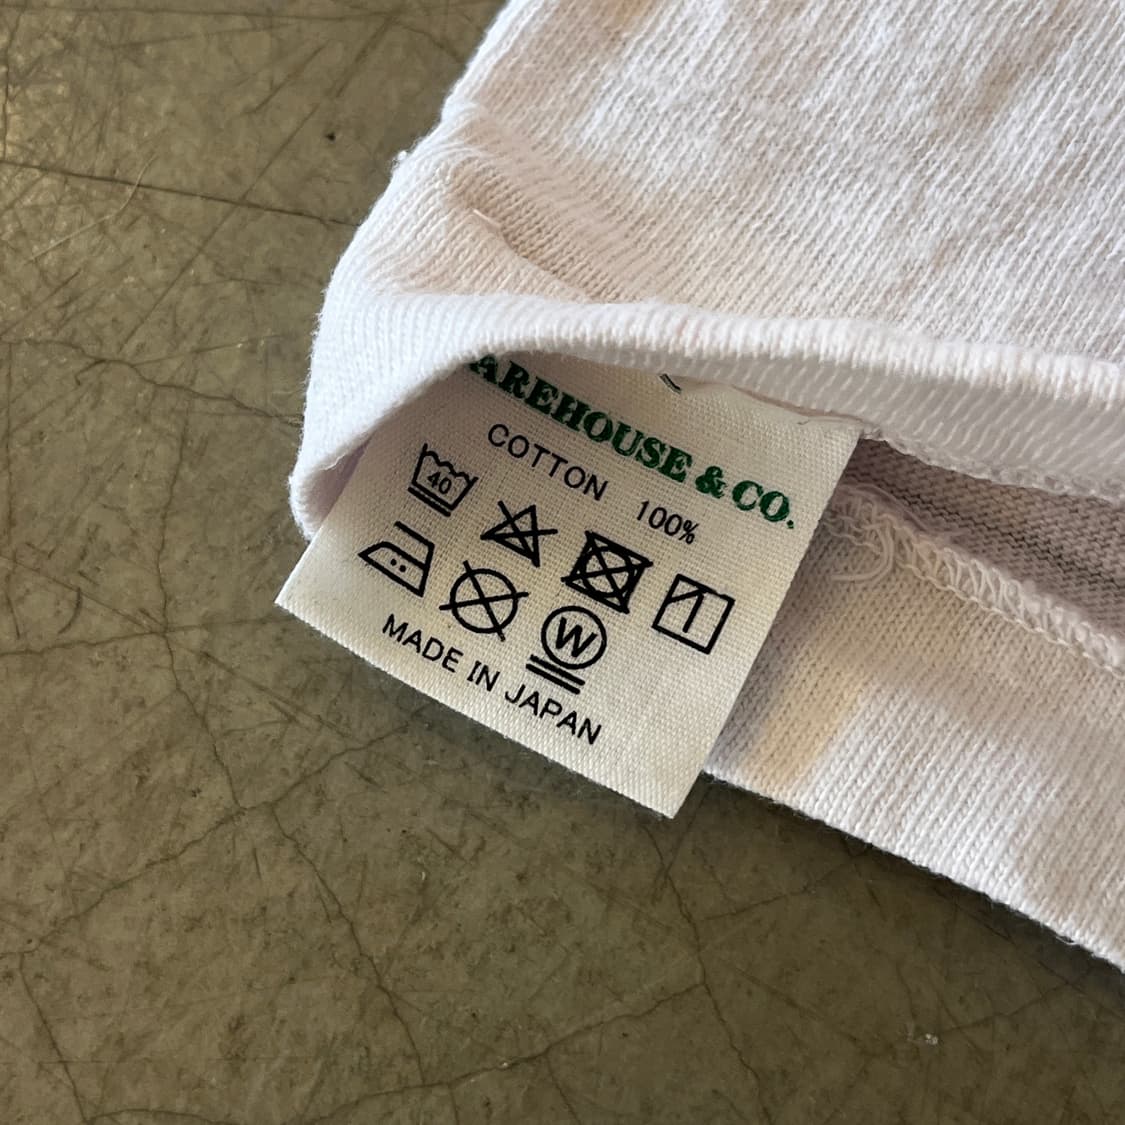 AREHOUSE & CO.
COTTON 100%
40
W
MADE IN JAPAN